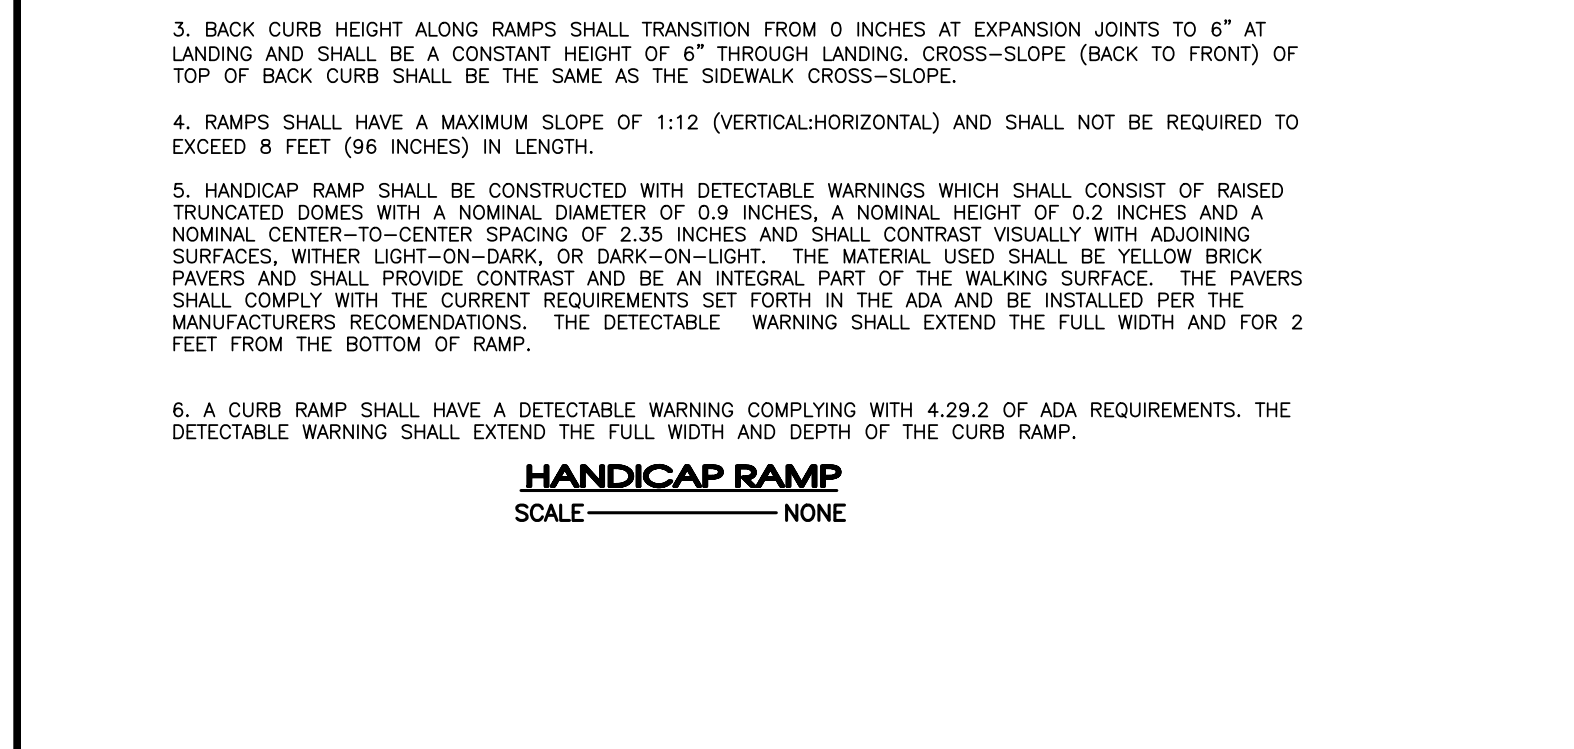 3. BACK CURB HEIGHT ALONG RAMPS SHALL TRANSITION FROM 0 INCHES AT EXPANSION JOINTS TO 6" AT
LANDING AND SHALL BE A CONSTANT HEIGHT OF 6" THROUGH LANDING. CROSS-SLOPE (BACK TO FRONT) OF
TOP OF BACK CURB SHALL BE THE SAME AS THE SIDEWALK CROSS-SLOPE.
4. RAMPS SHALL HAVE A MAXIMUM SLOPE OF 1:12 (VERTICAL:HORIZONTAL) AND SHALL NOT BE REQUIRED TO
EXCEED 8 FEET (96 INCHES) IN LENGTH.
5. HANDICAP RAMP SHALL BE CONSTRUCTED WITH DETECTABLE WARNINGS WHICH SHALL CONSIST OF RAISED
TRUNCATED DOMES WITH A NOMINAL DIAMETER OF 0.9 INCHES, A NOMINAL HEIGHT OF 0.2 INCHES AND A
NOMINAL CENTER-TO-CENTER SPACING OF 2.35 INCHES AND SHALL CONTRAST VISUALLY WITH ADJOINING
SURFACES, WITHER LIGHT-ON-DARK, OR DARK-ON-LIGHT. THE MATERIAL USED SHALL BE YELLOW BRICK
PAVERS AND SHALL PROVIDE CONTRAST AND BE AN INTEGRAL PART OF THE WALKING SURFACE. THE PAVERS
SHALL COMPLY WITH THE CURRENT REQUIREMENTS SET FORTH IN THE ADA AND BE INSTALLED PER THE
MANUFACTURERS RECOMENDATIONS. THE DETECTABLE WARNING SHALL EXTEND THE FULL WIDTH AND FOR 2
FEET FROM THE BOTTOM OF RAMP.
6. A CURB RAMP SHALL HAVE A DETECTABLE WARNING COMPLYING WITH 4.29.2 OF ADA REQUIREMENTS. THE
DETECTABLE WARNING SHALL EXTEND THE FULL WIDTH AND DEPTH OF THE CURB RAMP.
HANDICAP RAMP
SCALE NONE